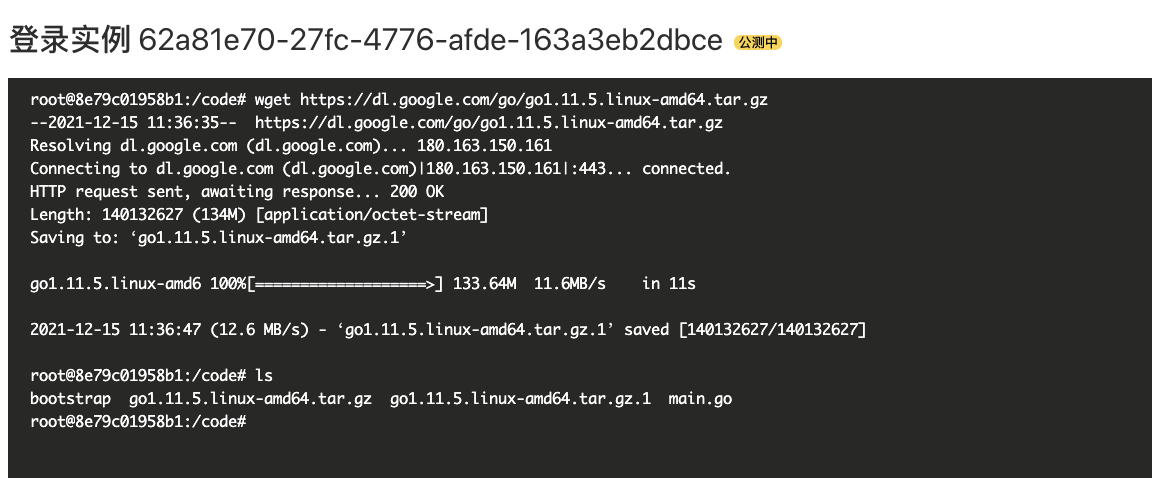 登录实例 62a81e70-27fc-4776-afde-163a3eb2dbce 公测中
root@8e79c01958b1:/code# wget https://dl.google.com/go/go1.11.5.linux-amd64.tar.gz
--2021-12-15 11:36:35--  https://dl.google.com/go/go1.11.5.linux-amd64.tar.gz
Resolving dl.google.com (dl.google.com)... 180.163.150.161
Connecting to dl.google.com (dl.google.com)|180.163.150.161|:443... connected.
HTTP request sent, awaiting response... 200 OK
Length: 140132627 (134M) [application/octet-stream]
Saving to: ‘go1.11.5.linux-amd64.tar.gz.1’
go1.11.5.linux-amd6 100%[===================>] 133.64M  11.6MB/s    in 11s
2021-12-15 11:36:47 (12.6 MB/s) - ‘go1.11.5.linux-amd64.tar.gz.1’ saved [140132627/140132627]
root@8e79c01958b1:/code# ls
bootstrap  go1.11.5.linux-amd64.tar.gz  go1.11.5.linux-amd64.tar.gz.1  main.go
root@8e79c01958b1:/code#